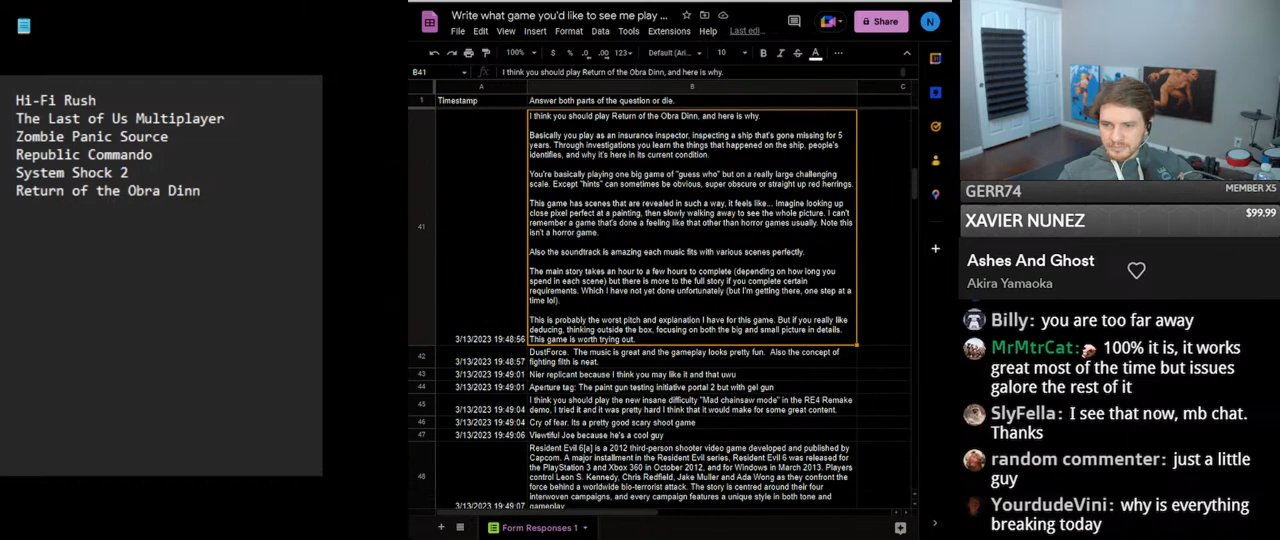 Hi-Fi Rush
The Last of Us Multiplayer
Zombie Panic Source
Republic Commando
System Shock 2
Return of the Obra Dinn
Write what game you'd like to see me play ...
File Edit View Insert Format Data Tools Extensions Last edi...
Share
N
100% $ % .0 .00 123 Default (Ari... 10 B I S A
B41 fx I think you should play Return of the Obra Dinn, and here is why.
A B C
1 Timestamp Answer both parts of the question or die.
I think you should play Return of the Obra Dinn, and here is why.
Basically you play as an insurance inspector, inspecting a ship that's gone missing for 5
years. Through investigations you learn the things that happened on the ship, people's
identifies, and why it's here in its current condition.
You're basically playing one big game of "guess who" but on a really large challenging
scale. Except "hints" can sometimes be obvious, super obscure or straight up red herrings.
This game has scenes that are revealed in such a way, it feels like... Imagine looking up
close pixel perfect at a painting, then slowly walking away to see the whole picture. I can't
remember a game that's done a feeling like that other than horror games usually. Note this
isn't a horror game.
Also the soundtrack is amazing each music fits with various scenes perfectly.
The main story takes an hour to a few hours to complete (depending on how long you
spend in each scene) but there is more to the full story if you complete certain
requirements. Which I have not yet done unfortunately (but I'm getting there, one step at a
time lol).
This is probably the worst pitch and explanation I have for this game. But if you really like
deducing, thinking outside the box, focusing on both the big and small picture in details.
41 3/13/2023 19:48:56 This game is worth trying out.
DustForce. The music is great and the gameplay looks pretty fun. Also the concept of
42 3/13/2023 19:48:57 fighting filth is neat.
43 3/13/2023 19:49:01 Nier replicant because I think you may like it and that uwu
44 3/13/2023 19:49:01 Aperture tag: The paint gun testing initiative portal 2 but with gel gun
I think you should play the new insane difficulty "Mad chainsaw mode" in the RE4 Remake
45 3/13/2023 19:49:04 demo. I tried it and it was pretty hard I think that it would make for some great content.
46 3/13/2023 19:49:04 Cry of fear. Its a pretty good scary shoot game
47 3/13/2023 19:49:06 Viewtiful Joe because he's a cool guy
Resident Evil 6[a] is a 2012 third-person shooter video game developed and published by
Capcom. A major installment in the Resident Evil series, Resident Evil 6 was released for
the PlayStation 3 and Xbox 360 in October 2012, and for Windows in March 2013. Players
control Leon S. Kennedy, Chris Redfield, Jake Muller and Ada Wong as they confront the
force behind a worldwide bio-terrorist attack. The story is centred around their four
interwoven campaigns, and every campaign features a unique style in both tone and
48 3/13/2023 19:49:07 gameplay
Form Responses 1
GERR74 MEMBER X5
XAVIER NUNEZ $99.99
Ashes And Ghost
Akira Yamaoka
Billy: you are too far away
MrMtrCat: 100% it is, it works
great most of the time but issues
galore the rest of it
SlyFella: I see that now, mb chat.
Thanks
random commenter: just a little
guy
YourdudeVini: why is everything
breaking today